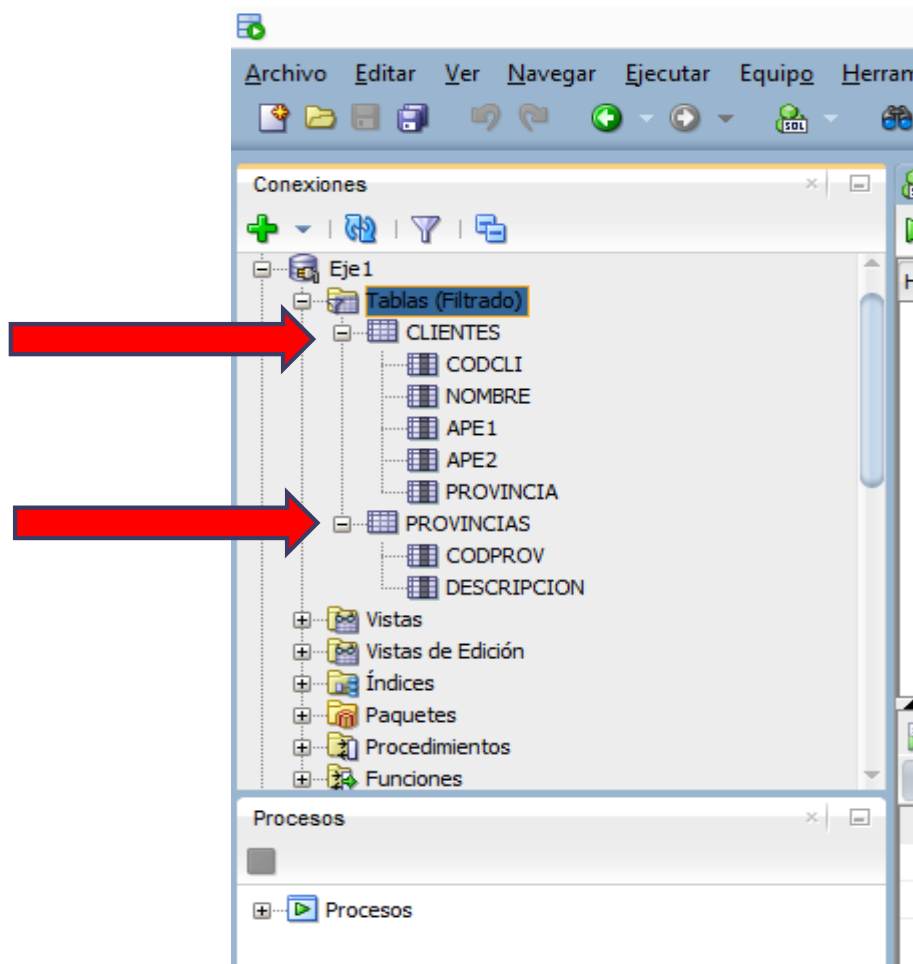 Archivo Editar Ver Navegar Ejecutar Equipo
SQL
Conexiones
Eje1
Tablas (Filtrado)
CLIENTES
CODCLI
NOMBRE
APE1
APE2
PROVINCIA
PROVINCIAS
CODPROV
DESCRIPCION
Vistas
Vistas de Edición
Índices
Paquetes
Procedimientos
Funciones
Procesos
Procesos